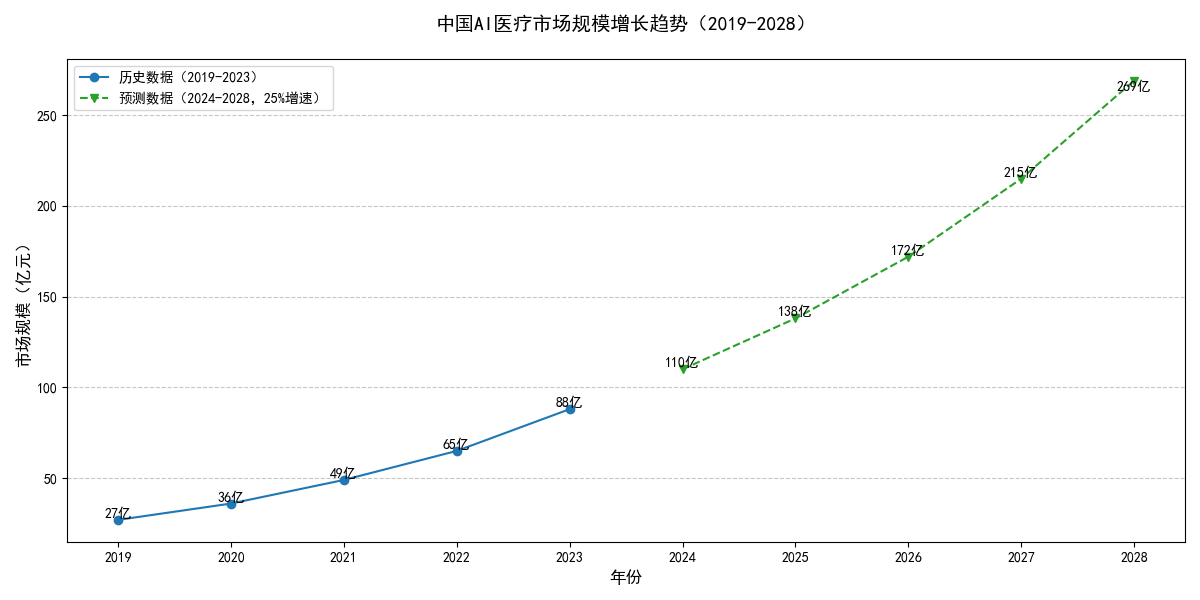 中国AI医疗市场规模增长趋势（2019-2028）
历史数据（2019-2023）
预测数据（2024-2028，25%增速）
市场规模（亿元）
250
200
150
100
50
27亿
36亿
49亿
65亿
88亿
110亿
138亿
172亿
215亿
269亿
2019
2020
2021
2022
2023
2024
2025
2026
2027
2028
年份